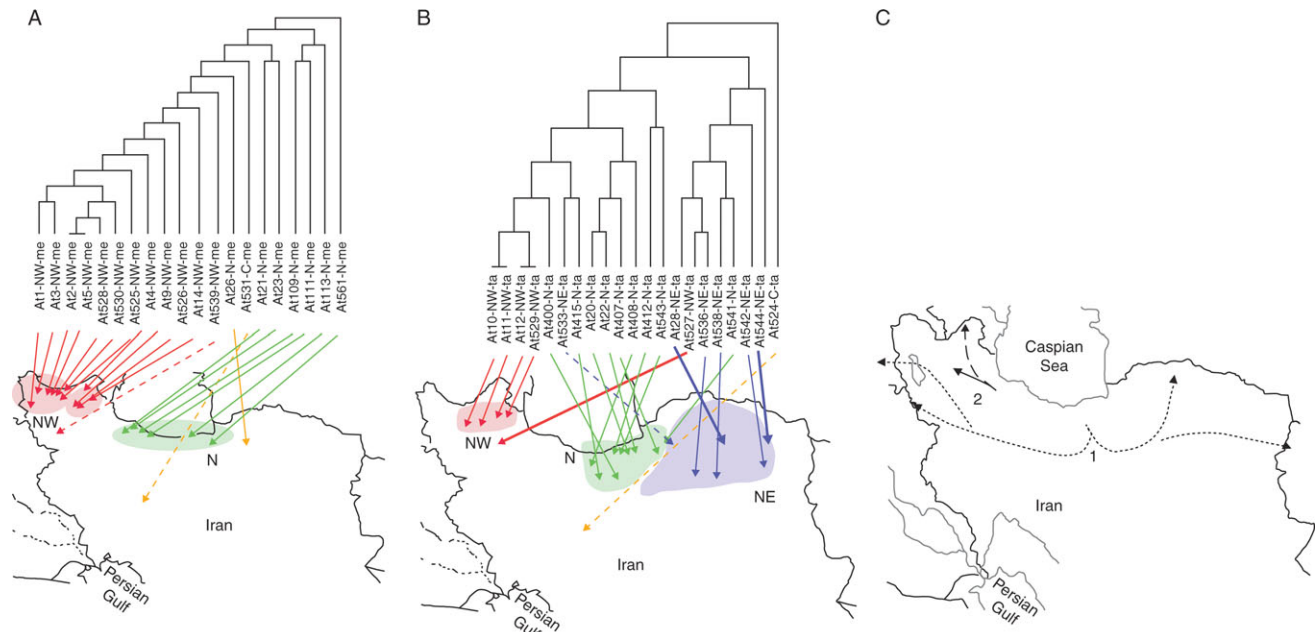 A
At1-NW-me
At3-NW-me
At2-NW-me
At5-NW-me
At528-NW-me
At530-NW-me
At525-NW-me
At4-NW-me
At9-NW-me
At526-NW-me
At14-NW-me
At539-NW-me
At26-N-me
At531-C-me
At21-N-me
At23-N-me
At109-N-me
At111-N-me
At113-N-me
At561-N-me
NW
N
Iran
Persian
Gulf
B
At10-NW-ta
At11-NW-ta
At12-NW-ta
At529-NW-ta
At400-N-ta
At533-NE-ta
At415-N-ta
At20-N-ta
At22-N-ta
At407-N-ta
At408-N-ta
At412-N-ta
At543-N-ta
At28-NE-ta
At527-NW-ta
At536-NE-ta
At538-NE-ta
At541-N-ta
At542-NE-ta
At544-NE-ta
At524-C-ta
NW
N
NE
Iran
Persian
Gulf
C
Caspian
Sea
2
1
Iran
Persian
Gulf